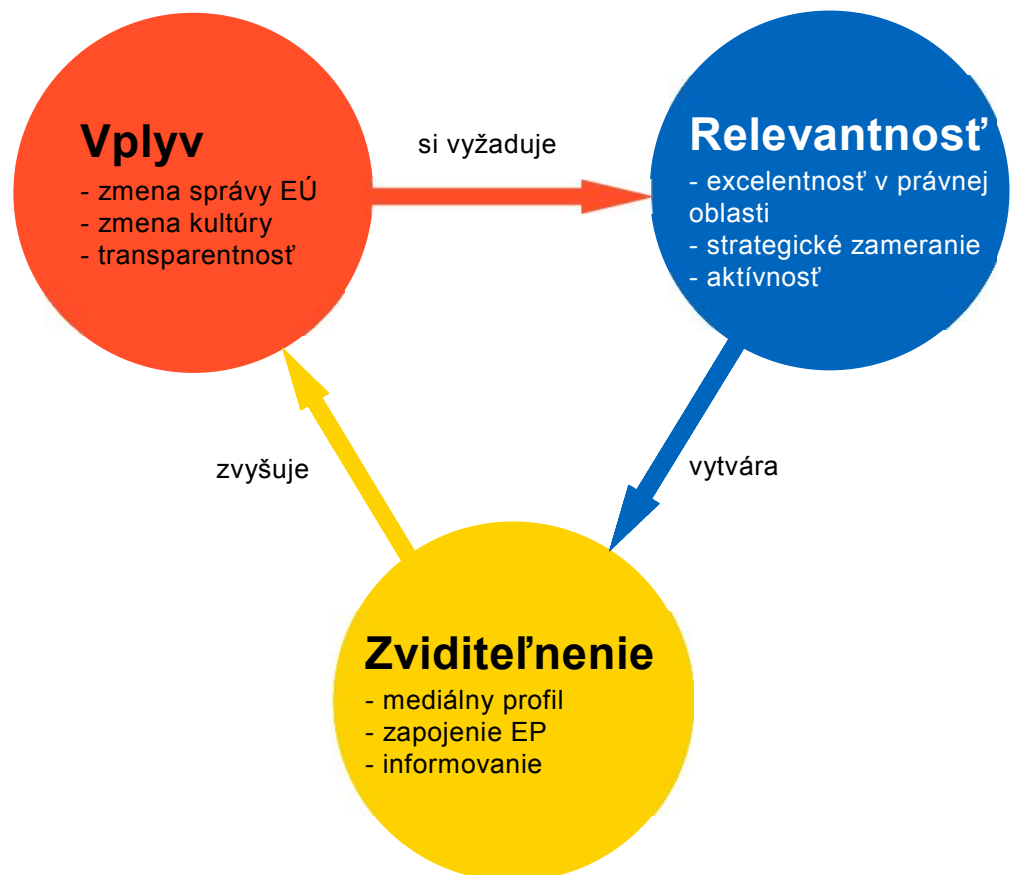 Vplyv
- zmena správy EÚ
- zmena kultúry
- transparentnosť
si vyžaduje
Relevantnosť
- excelentnosť v právnej
oblasti
- strategické zameranie
- aktívnosť
zvyšuje
vytvára
Zviditeľnenie
- mediálny profil
- zapojenie EP
- informovanie